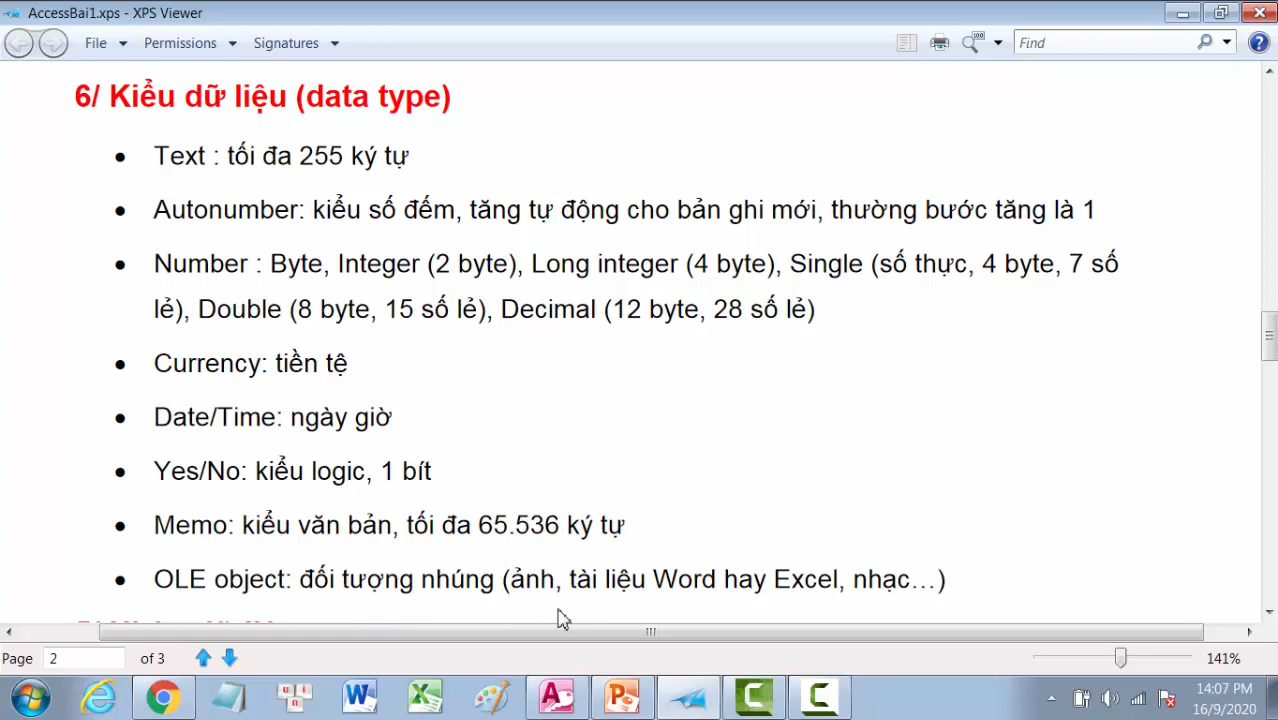 AccessBai1.xps - XPS Viewer
File Permissions Signatures
100 Find ?
6/ Kiểu dữ liệu (data type)
• Text : tối đa 255 ký tự
• Autonumber: kiểu số đếm, tăng tự động cho bản ghi mới, thường bước tăng là 1
• Number : Byte, Integer (2 byte), Long integer (4 byte), Single (số thực, 4 byte, 7 số
lẻ), Double (8 byte, 15 số lẻ), Decimal (12 byte, 28 số lẻ)
• Currency: tiền tệ
• Date/Time: ngày giờ
• Yes/No: kiểu logic, 1 bít
• Memo: kiểu văn bản, tối đa 65.536 ký tự
• OLE object: đối tượng nhúng (ảnh, tài liệu Word hay Excel, nhạc…)
Page 2 of 3 141%
14:07 PM
16/9/2020